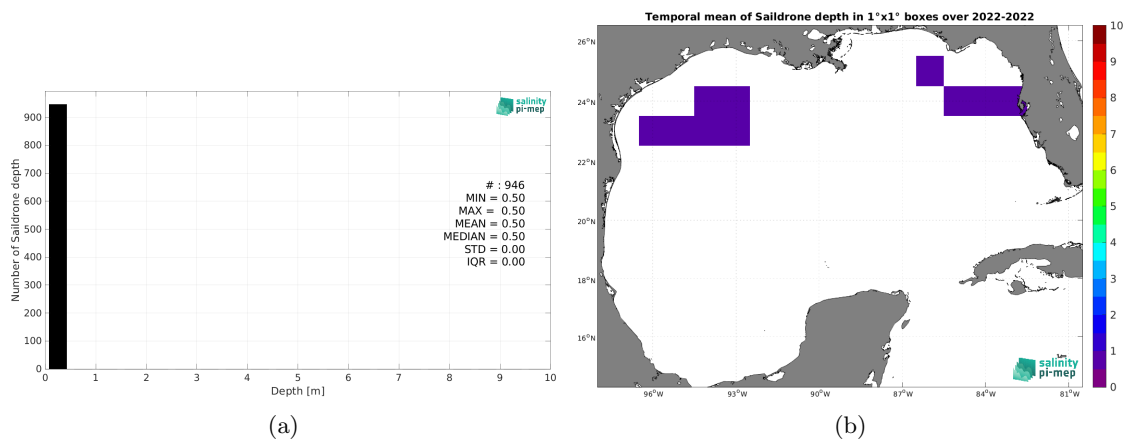 Number of Saildrone depth
900
800
700
600
500
400
300
200
100
0
0 1 2 3 4 5 6 7 8 9 10
Depth [m]
salinity
pi-mep
# : 946
MIN = 0.50
MAX = 0.50
MEAN = 0.50
MEDIAN = 0.50
STD = 0.00
IQR = 0.00
(a)
Temporal mean of Saildrone depth in 1°x1° boxes over 2022-2022
26°N
24°N
22°N
20°N
18°N
16°N
96°W 93°W 90°W 87°W 84°W 81°W
salinity
pi-mep
10
9
8
7
6
5
4
3
2
1
0
(b)